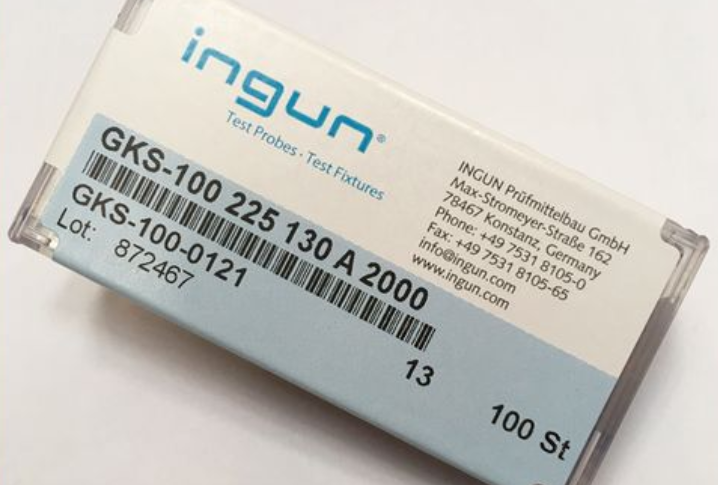 ingun®
Test Probes · Test Fixtures
INGUN Prüfmittelbau GmbH
Max-Stromeyer-Straße 162
78467 Konstanz, Germany
Phone: +49 7531 8105-0
Fax: +49 7531 8105-65
info@ingun.com
www.ingun.com
GKS-100 225 130 A 2000
GKS-100-0121
Lot: 872467
13
100 St